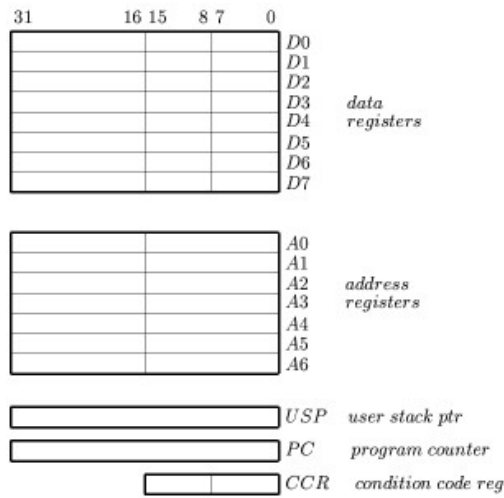 31 16 15 8 7 0
D0
D1
D2
D3 data
D4 registers
D5
D6
D7
A0
A1
A2 address
A3 registers
A4
A5
A6
USP user stack ptr
PC program counter
CCR condition code reg